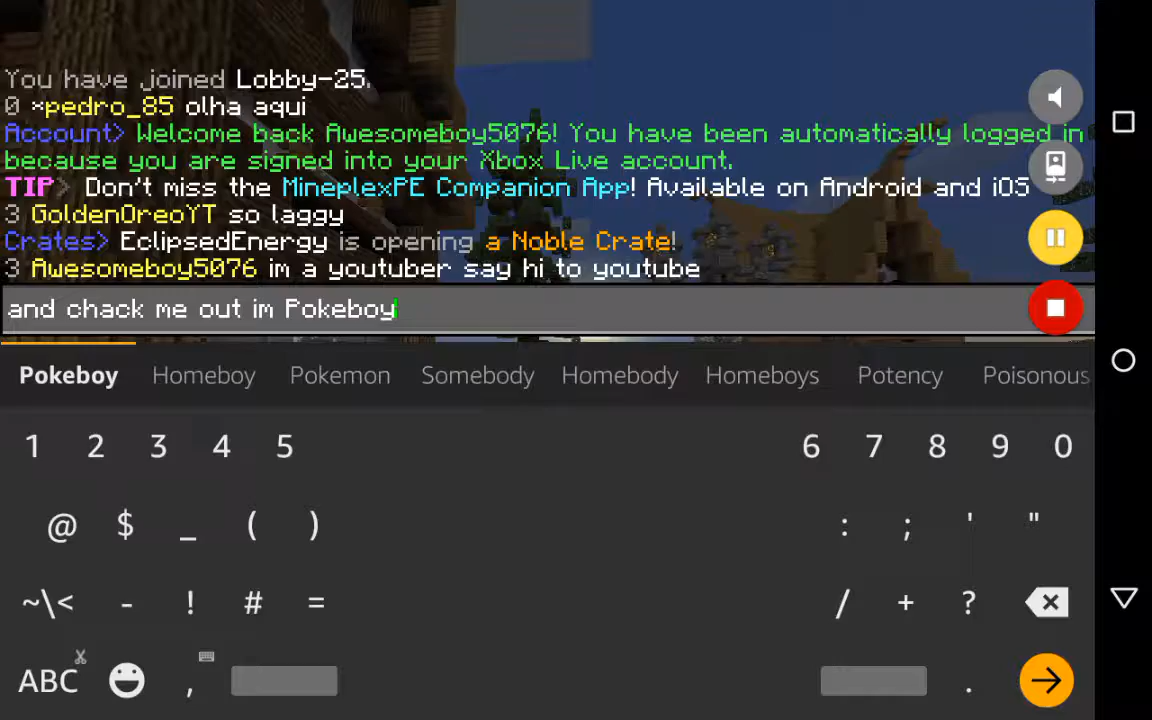 You have joined Lobby-25.
0 *pedro_85 olha aqui
Account> Welcome back Awesomeboy5076! You have been automatically logged in
because you are signed into your Xbox Live account.
TIP> Don't miss the MineplexPE Companion App! Available on Android and iOS
3 GoldenOreoYT so laggy
Crates> EclipsedEnergy is opening a Noble Crate!
3 Awesomeboy5076 im a youtuber say hi to youtube
and chack me out im Pokeboy
Pokeboy Homeboy Pokemon Somebody Homebody Homeboys Potency Poisonous
1 2 3 4 5 6 7 8 9 0
@ $ _ ( ) : ; ' "
~\< - ! # = / + ?
ABC , .